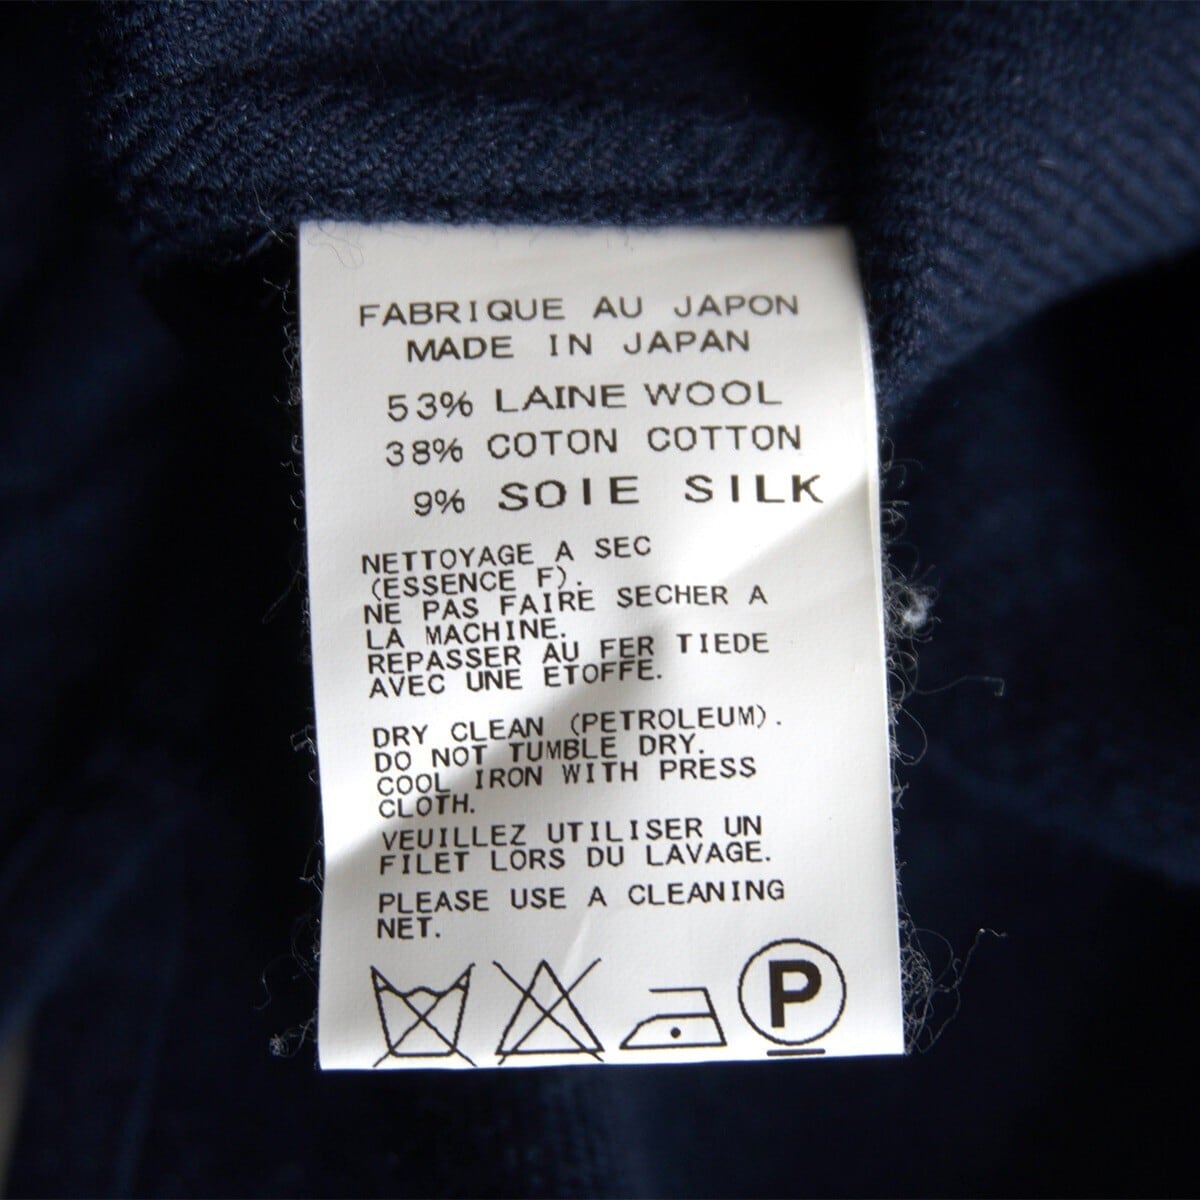 FABRIQUE AU JAPON
MADE IN JAPAN
53% LAINE WOOL
38% COTON COTTON
9% SOIE SILK
NETTOYAGE A SEC
(ESSENCE F).
NE PAS FAIRE SECHER A
LA MACHINE.
REPASSER AU FER TIEDE
AVEC UNE ETOFFE.
DRY CLEAN (PETROLEUM).
DO NOT TUMBLE DRY.
COOL IRON WITH PRESS
CLOTH.
VEUILLEZ UTILISER UN
FILET LORS DU LAVAGE.
PLEASE USE A CLEANING
NET.
P